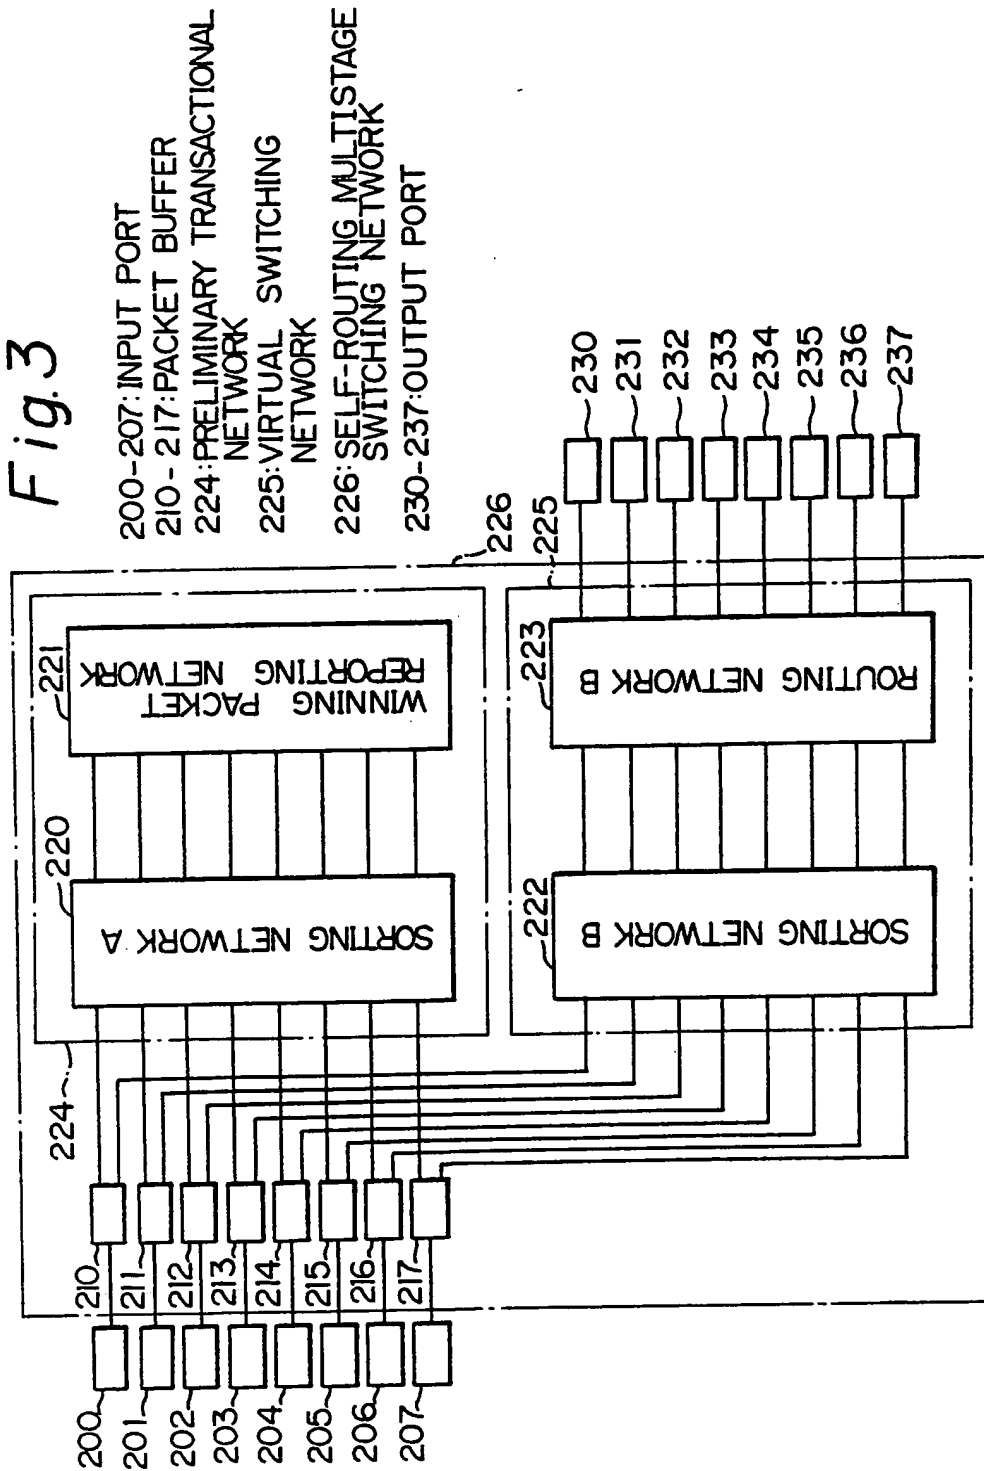 Fig.3
200-207:INPUT PORT
210-217:PACKET BUFFER
224:PRELIMINARY TRANSACTIONAL
NETWORK
225:VIRTUAL SWITCHING
NETWORK
226:SELF-ROUTING MULTISTAGE
SWITCHING NETWORK
230-237:OUTPUT PORT
200
201
202
203
204
205
206
207
210
211
212
213
214
215
216
217
224
220
SORTING NETWORK A
221
WINNING PACKET
REPORTING NETWORK
222
SORTING NETWORK B
223
ROUTING NETWORK B
226
225
230
231
232
233
234
235
236
237